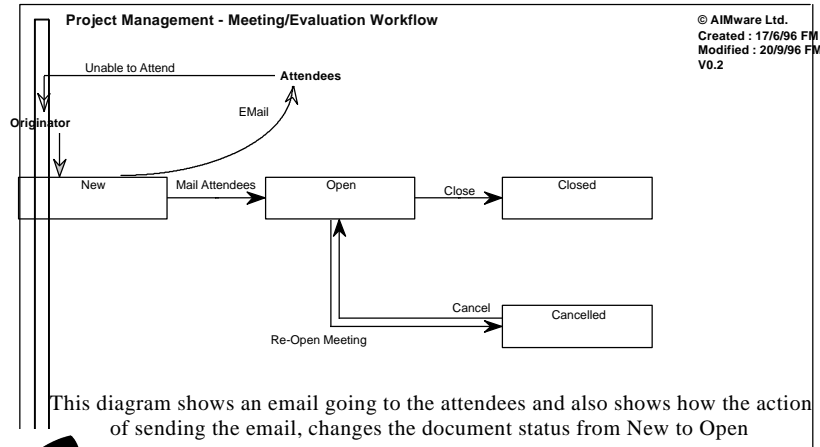 Project Management - Meeting/Evaluation Workflow
© AIMware Ltd.
Created : 17/6/96 FM
Modified : 20/9/96 FM
V0.2
Unable to Attend
Attendees
EMail
Originator
New
Mail Attendees
Open
Close
Closed
Cancel
Cancelled
Re-Open Meeting
This diagram shows an email going to the attendees and also shows how the action
of sending the email, changes the document status from New to Open